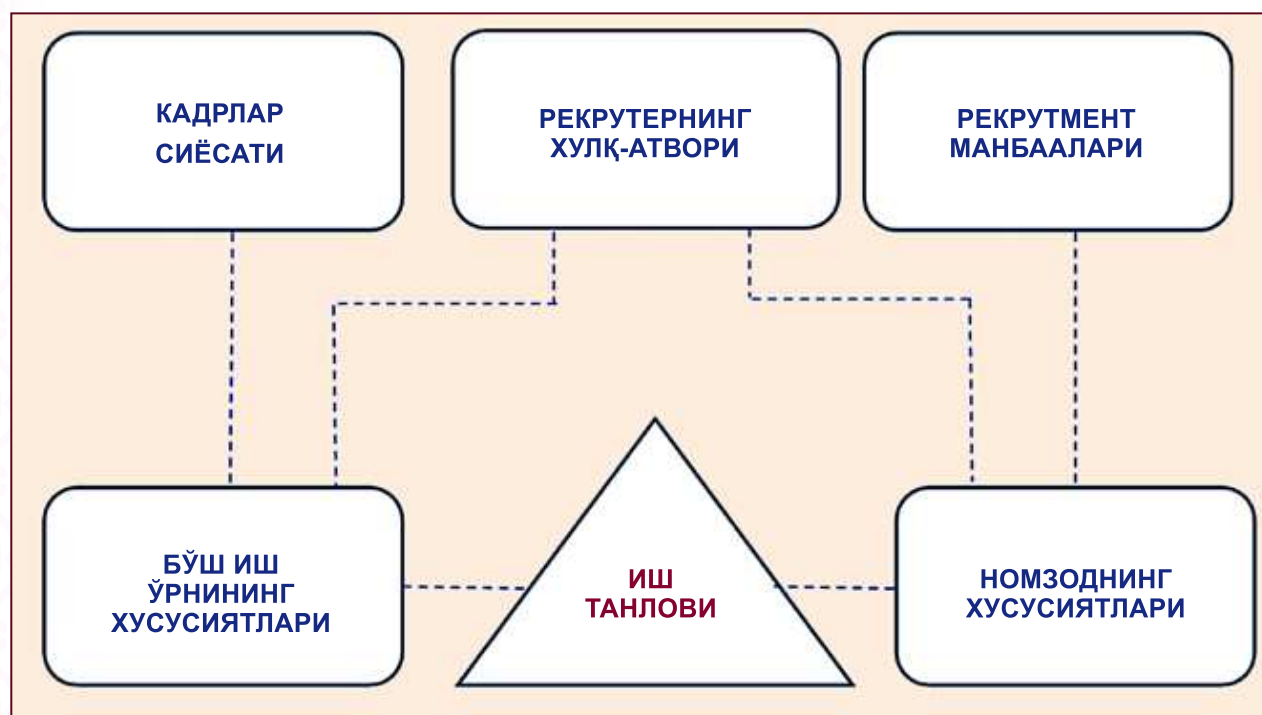 КАДРЛАР
СИЁСАТИ
РЕКРУТЕРНИНГ
ХУЛҚ-АТВОРИ
РЕКРУТМЕНТ
МАНБААЛАРИ
БЎШ ИШ
ЎРНИНИНГ
ХУСУСИЯТЛАРИ
ИШ
ТАНЛОВИ
НОМЗОДНИНГ
ХУСУСИЯТЛАРИ